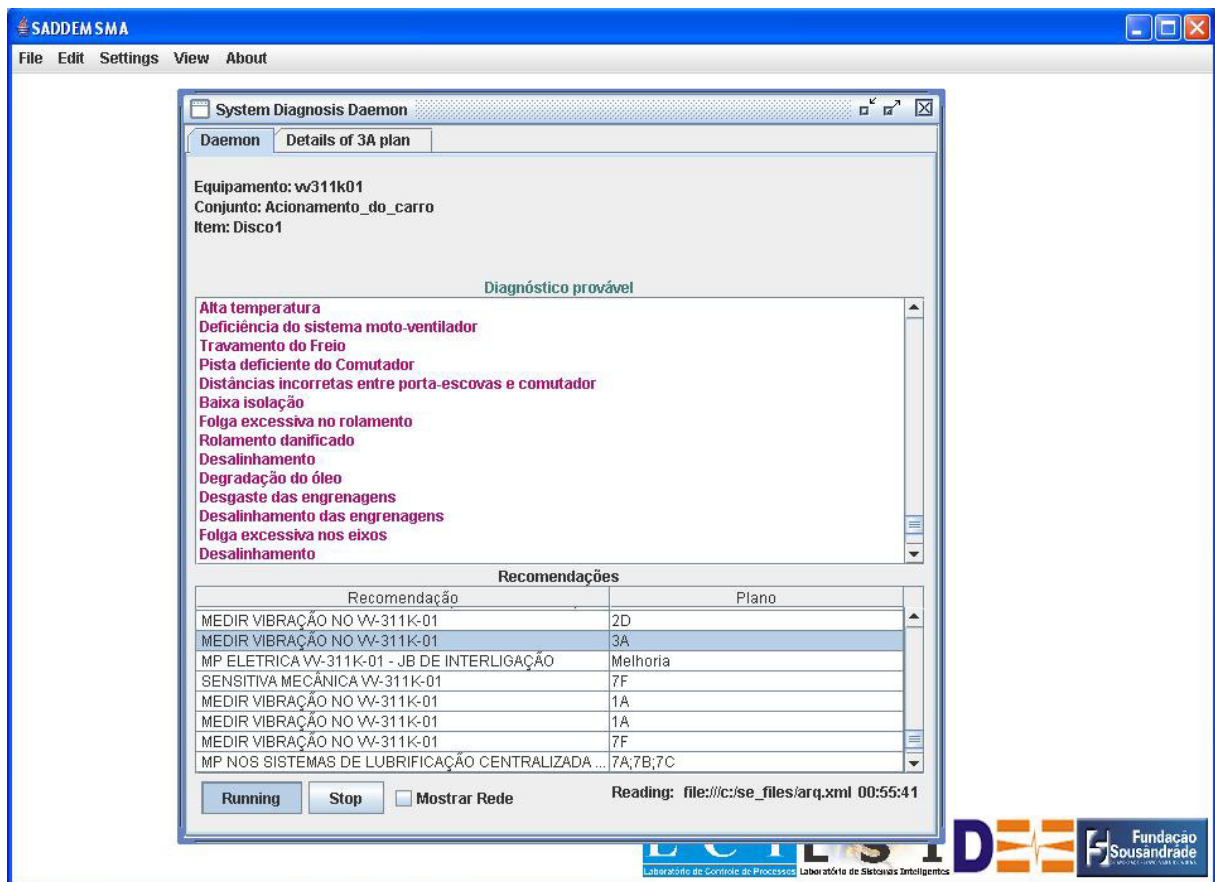 SADDEM SMA
File Edit Settings View About
System Diagnosis Daemon
Daemon Details of 3A plan
Equipamento: vv311k01
Conjunto: Acionamento_do_carro
Item: Disco1
Diagnóstico provável
Alta temperatura
Deficiência do sistema moto-ventilador
Travamento do Freio
Pista deficiente do Comutador
Distâncias incorretas entre porta-escovas e comutador
Baixa isolação
Folga excessiva no rolamento
Rolamento danificado
Desalinhamento
Degradação do óleo
Desgaste das engrenagens
Desalinhamento das engrenagens
Folga excessiva nos eixos
Desalinhamento
Recomendações
Recomendação Plano
MEDIR VIBRAÇÃO NO VV-311K-01 2D
MEDIR VIBRAÇÃO NO VV-311K-01 3A
MP ELETRICA VV-311K-01 - JB DE INTERLIGAÇÃO Melhoria
SENSITIVA MECÂNICA VV-311K-01 7F
MEDIR VIBRAÇÃO NO VV-311K-01 1A
MEDIR VIBRAÇÃO NO VV-311K-01 1A
MEDIR VIBRAÇÃO NO VV-311K-01 7F
MP NOS SISTEMAS DE LUBRIFICAÇÃO CENTRALIZADA ... 7A;7B;7C
Running Stop Mostrar Rede Reading: file:///c:/se_files/arq.xml 00:55:41
Laboratório de Controle de Processos Laboratório de Sistemas Inteligentes
Fundação
Sousândrade